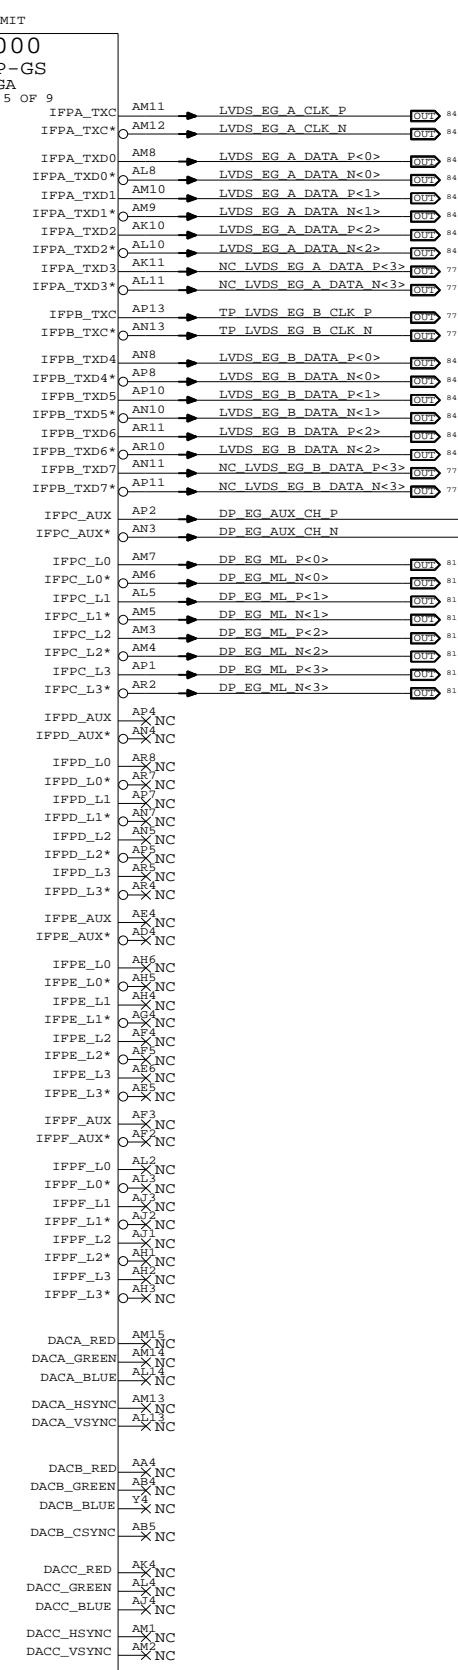 MIT
000
P-GS
GA
5 OF 9
IFPA_TXC AM11 LVDS_EG_A_CLK_P OUT 84
IFPA_TXC* AM12 LVDS_EG_A_CLK_N OUT 84
IFPA_TXD0 AM8 LVDS_EG_A_DATA_P<0> OUT 84
IFPA_TXD0* AL8 LVDS_EG_A_DATA_N<0> OUT 84
IFPA_TXD1 AM10 LVDS_EG_A_DATA_P<1> OUT 84
IFPA_TXD1* AM9 LVDS_EG_A_DATA_N<1> OUT 84
IFPA_TXD2 AK10 LVDS_EG_A_DATA_P<2> OUT 84
IFPA_TXD2* AL10 LVDS_EG_A_DATA_N<2> OUT 84
IFPA_TXD3 AK11 NC_LVDS_EG_A_DATA_P<3> OUT 77
IFPA_TXD3* AL11 NC_LVDS_EG_A_DATA_N<3> OUT 77
IFPB_TXC AP13 TP_LVDS_EG_B_CLK_P OUT 77
IFPB_TXC* AN13 TP_LVDS_EG_B_CLK_N OUT 77
IFPB_TXD4 AN8 LVDS_EG_B_DATA_P<0> OUT 84
IFPB_TXD4* AP8 LVDS_EG_B_DATA_N<0> OUT 84
IFPB_TXD5 AP10 LVDS_EG_B_DATA_P<1> OUT 84
IFPB_TXD5* AN10 LVDS_EG_B_DATA_N<1> OUT 84
IFPB_TXD6 AR11 LVDS_EG_B_DATA_P<2> OUT 84
IFPB_TXD6* AR10 LVDS_EG_B_DATA_N<2> OUT 84
IFPB_TXD7 AN11 NC_LVDS_EG_B_DATA_P<3> OUT 77
IFPB_TXD7* AP11 NC_LVDS_EG_B_DATA_N<3> OUT 77
IFPC_AUX AP2 DP_EG_AUX_CH_P
IFPC_AUX* AN3 DP_EG_AUX_CH_N
IFPC_L0 AM7 DP_EG_ML_P<0> OUT 81
IFPC_L0* AM6 DP_EG_ML_N<0> OUT 81
IFPC_L1 AL5 DP_EG_ML_P<1> OUT 81
IFPC_L1* AM5 DP_EG_ML_N<1> OUT 81
IFPC_L2 AM3 DP_EG_ML_P<2> OUT 81
IFPC_L2* AM4 DP_EG_ML_N<2> OUT 81
IFPC_L3 AP1 DP_EG_ML_P<3> OUT 81
IFPC_L3* AR2 DP_EG_ML_N<3> OUT 81
IFPD_AUX AP4 NC
IFPD_AUX* AN4 NC
IFPD_L0 AR8 NC
IFPD_L0* AR7 NC
IFPD_L1 AP7 NC
IFPD_L1* AN7 NC
IFPD_L2 AN5 NC
IFPD_L2* AP5 NC
IFPD_L3 AR5 NC
IFPD_L3* AR4 NC
IFPE_AUX AE4 NC
IFPE_AUX* AD4 NC
IFPE_L0 AH6 NC
IFPE_L0* AH5 NC
IFPE_L1 AH4 NC
IFPE_L1* AG4 NC
IFPE_L2 AF4 NC
IFPE_L2* AF5 NC
IFPE_L3 AE6 NC
IFPE_L3* AE5 NC
IFPF_AUX AF3 NC
IFPF_AUX* AF2 NC
IFPF_L0 AL2 NC
IFPF_L0* AL3 NC
IFPF_L1 AJ3 NC
IFPF_L1* AJ2 NC
IFPF_L2 AJ1 NC
IFPF_L2* AH1 NC
IFPF_L3 AH2 NC
IFPF_L3* AH3 NC
DACA_RED AM15 NC
DACA_GREEN AM14 NC
DACA_BLUE AL14 NC
DACA_HSYNC AM13 NC
DACA_VSYNC AL13 NC
DACB_RED AA4 NC
DACB_GREEN AB4 NC
DACB_BLUE Y4 NC
DACB_CSYNC AB5 NC
DACC_RED AK4 NC
DACC_GREEN AL4 NC
DACC_BLUE AJ4 NC
DACC_HSYNC AM1 NC
DACC_VSYNC AM2 NC